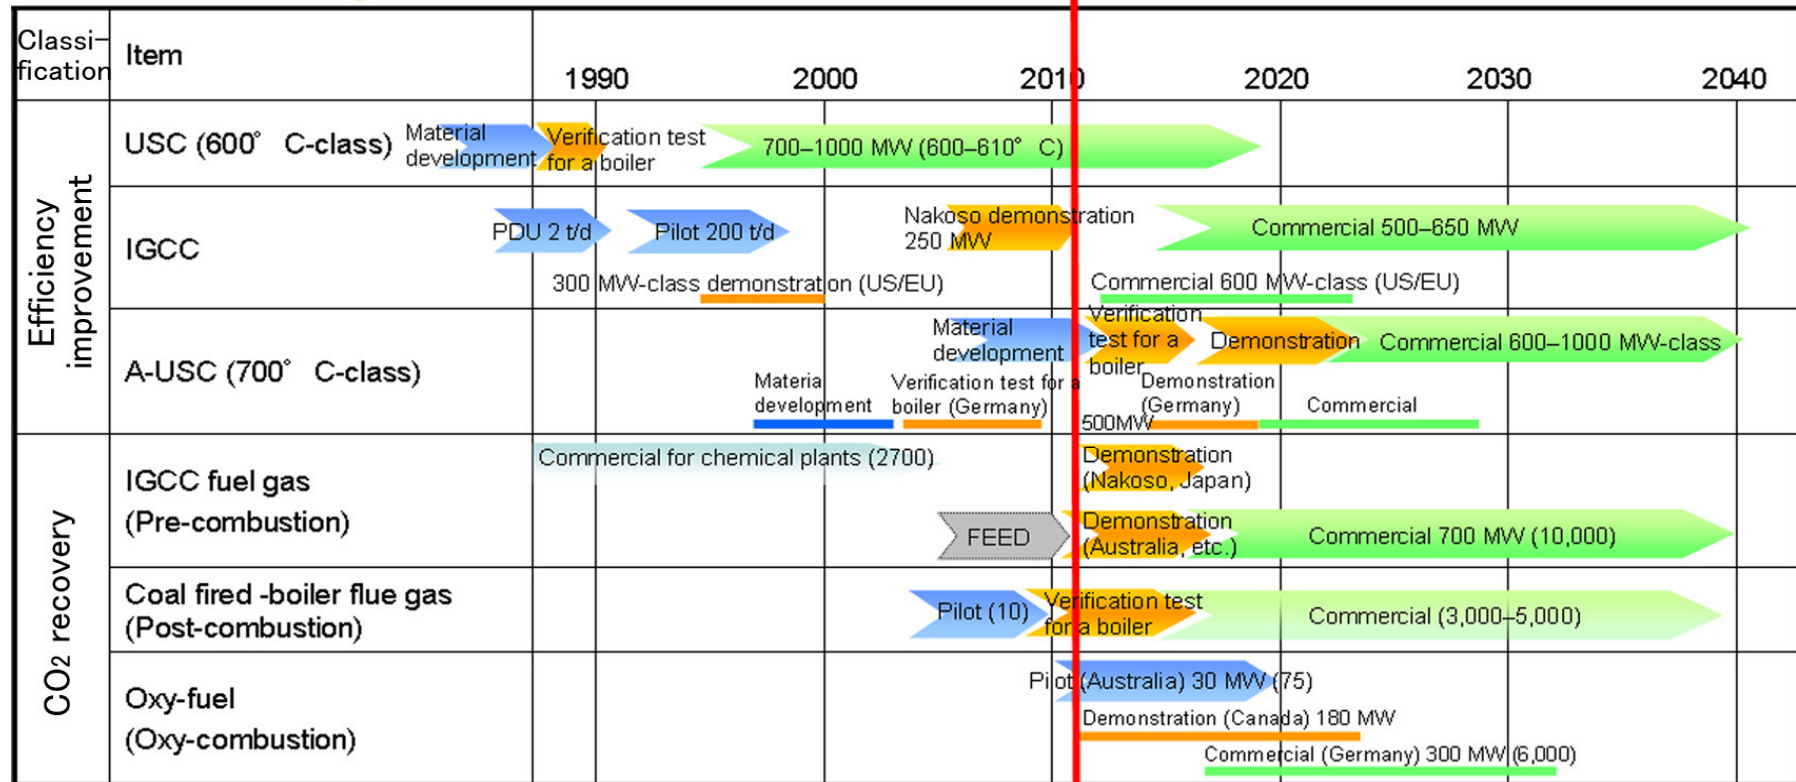 Classi-
fication
Item
1990
2000
2010
2020
2030
2040
Efficiency
improvement
USC (600° C-class)
Material
development
Verification test
for a boiler
700–1000 MW (600–610° C)
IGCC
PDU 2 t/d
Pilot 200 t/d
Nakoso demonstration
250 MW
Commercial 500–650 MW
300 MW-class demonstration (US/EU)
Commercial 600 MW-class (US/EU)
A-USC (700° C-class)
Material
development
Verification
test for a
boiler
Demonstration
Commercial 600–1000 MW-class
Materia
development
Verification test for a
boiler (Germany)
500MW
Demonstration
(Germany)
Commercial
CO2 recovery
IGCC fuel gas
(Pre-combustion)
Commercial for chemical plants (2700)
Demonstration
(Nakoso, Japan)
FEED
Demonstration
(Australia, etc.)
Commercial 700 MW (10,000)
Coal fired -boiler flue gas
(Post-combustion)
Pilot (10)
Verification test
for a boiler
Commercial (3,000–5,000)
Oxy-fuel
(Oxy-combustion)
Pilot (Australia) 30 MW (75)
Demonstration (Canada) 180 MW
Commercial (Germany) 300 MW (6,000)